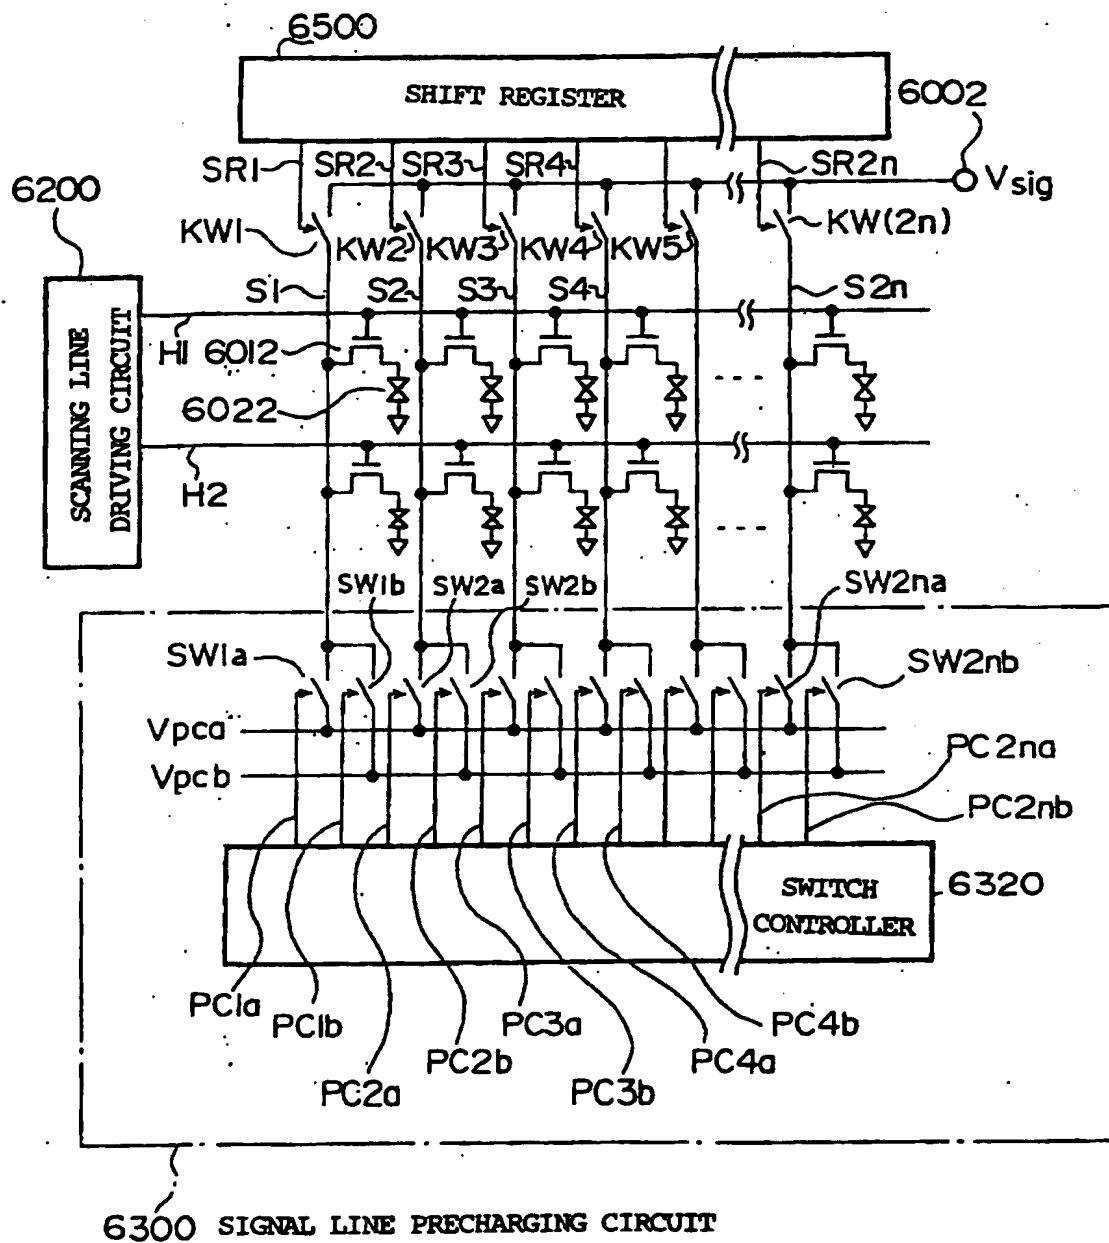 6500
SHIFT REGISTER
6002
SR1
SR2
SR3
SR4
SR2n
Vsig
6200
KW1
KW2
KW3
KW4
KW5
KW(2n)
S1
S2
S3
S4
S2n
SCANNING LINE
DRIVING CIRCUIT
H1
6012
6022
H2
SW1b
SW2a
SW2b
SW2na
SW1a
SW2nb
Vpca
Vpcb
PC2na
PC2nb
SWITCH
CONTROLLER
6320
PC1a
PC1b
PC2a
PC2b
PC3a
PC3b
PC4a
PC4b
6300 SIGNAL LINE PRECHARGING CIRCUIT